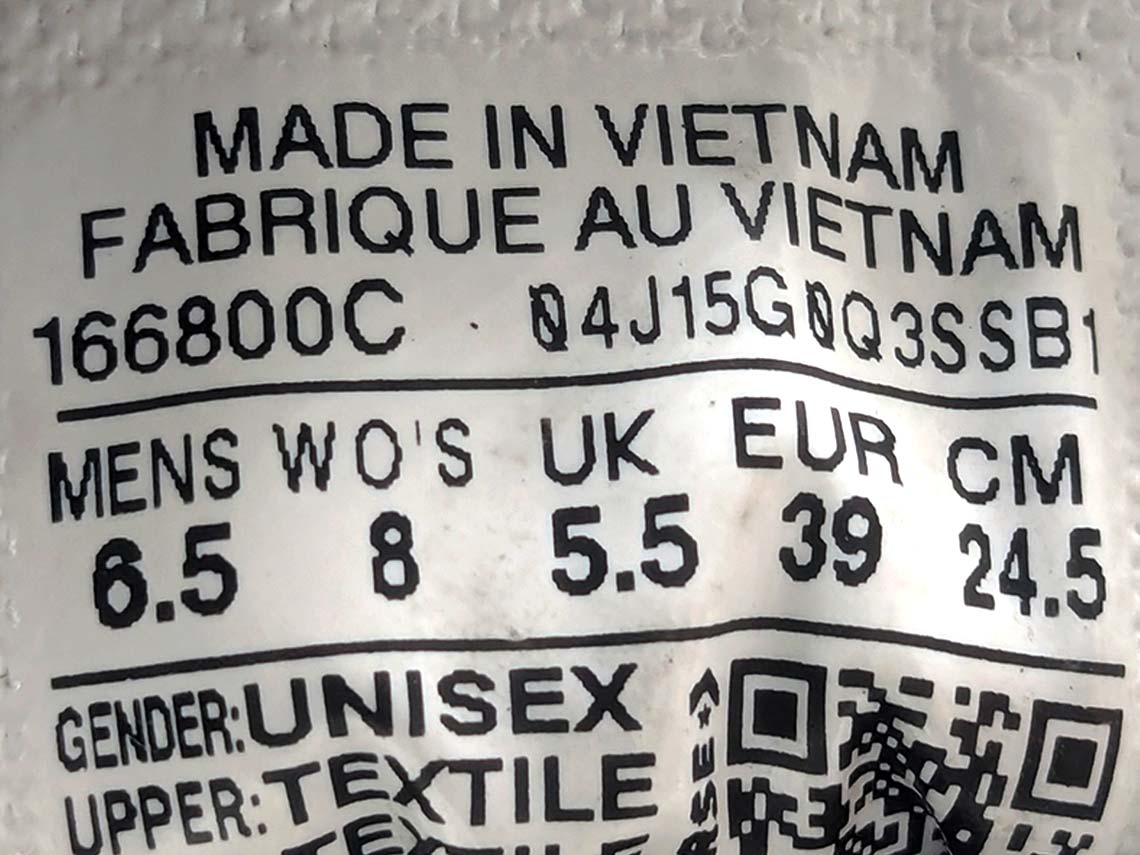 MADE IN VIETNAM
FABRIQUE AU VIETNAM
166800C 04J15G0Q3SSB1
MENS WO'S UK EUR CM
6.5 8 5.5 39 24.5
GENDER:UNISEX
UPPER:TEXTILE